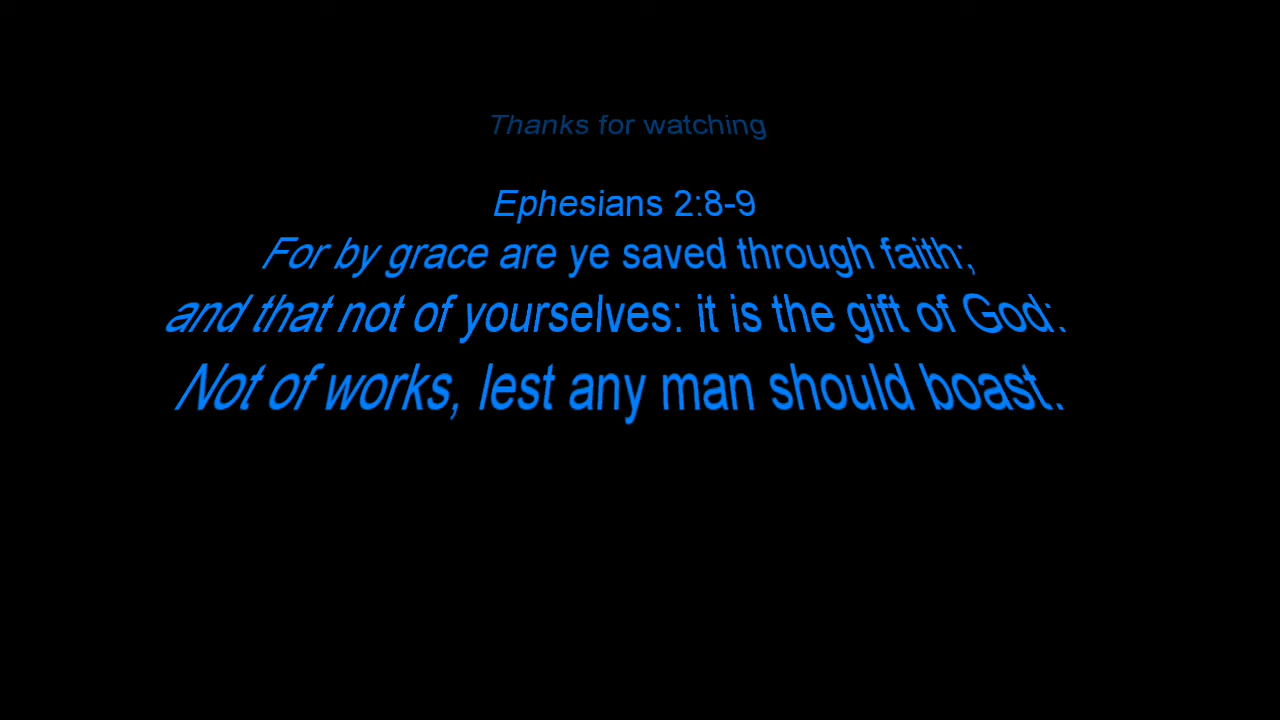 Thanks for watching
Ephesians 2:8-9
For by grace are ye saved through faith;
and that not of yourselves: it is the gift of God:.
Not of works, lest any man should boast.